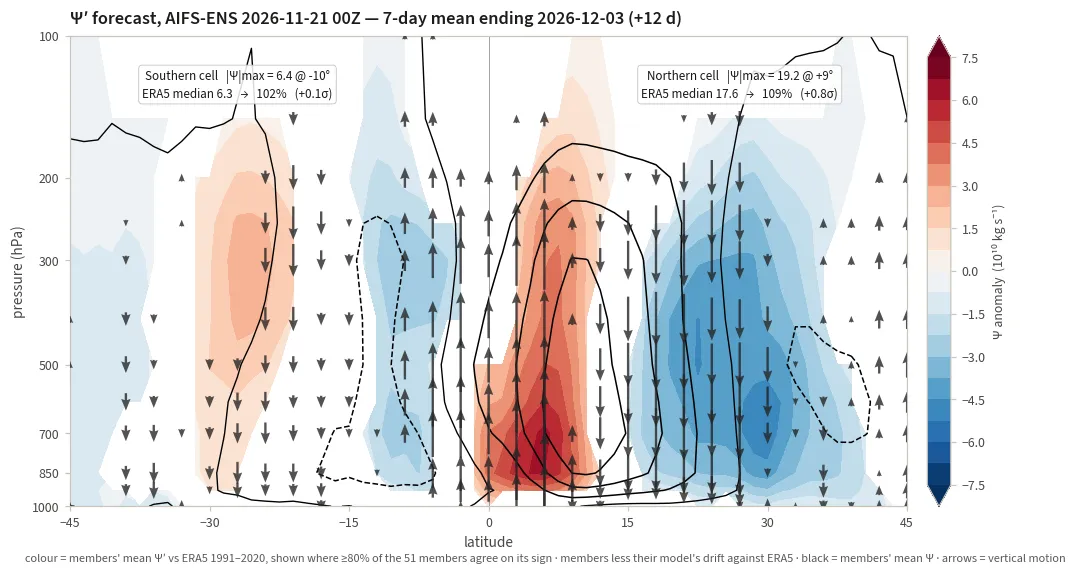 Ψ′ forecast, AIFS-ENS 2026-11-21 00Z — 7-day mean ending 2026-12-03 (+12 d)
Southern cell |Ψ|max = 6.4 @ -10°
ERA5 median 6.3 → 102% (+0.1σ)
Northern cell |Ψ|max = 19.2 @ +9°
ERA5 median 17.6 → 109% (+0.8σ)
pressure (hPa)
100
200
300
400
500
700
850
1000
−45
−30
−15
0
15
30
45
latitude
7.5
6.0
4.5
3.0
1.5
0.0
−1.5
−3.0
−4.5
−6.0
−7.5
Ψ anomaly (10¹⁰ kg s⁻¹)
colour = members' mean Ψ′ vs ERA5 1991–2020, shown where ≥80% of the 51 members agree on its sign · members less their model's drift against ERA5 · black = members' mean Ψ · arrows = vertical motion